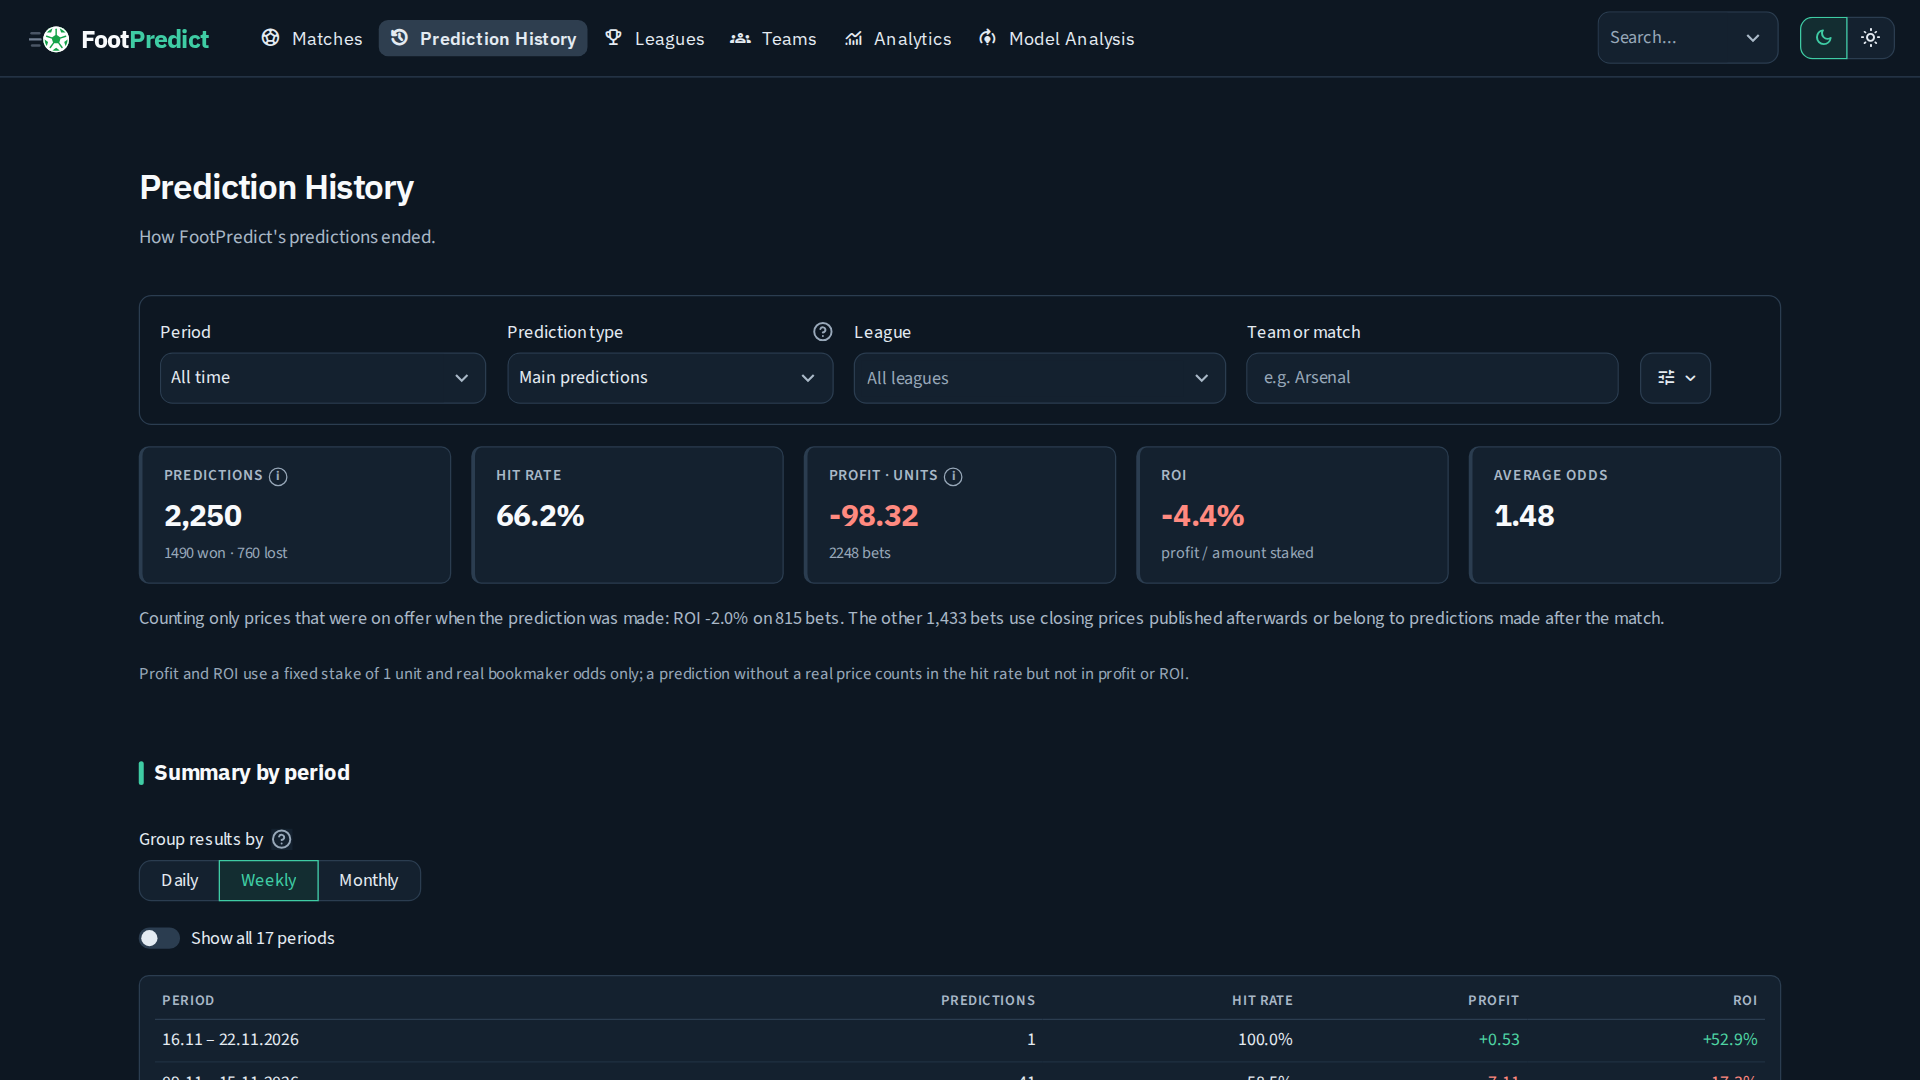 FootPredict Matches Prediction History Leagues Teams Analytics Model Analysis Search...
Prediction History
How FootPredict's predictions ended.
Period Prediction type League Team or match
All time Main predictions All leagues e.g. Arsenal
PREDICTIONS HIT RATE PROFIT · UNITS ROI AVERAGE ODDS
2,250 66.2% -98.32 -4.4% 1.48
1490 won · 760 lost 2248 bets profit / amount staked
Counting only prices that were on offer when the prediction was made: ROI -2.0% on 815 bets. The other 1,433 bets use closing prices published afterwards or belong to predictions made after the match.
Profit and ROI use a fixed stake of 1 unit and real bookmaker odds only; a prediction without a real price counts in the hit rate but not in profit or ROI.
Summary by period
Group results by
Daily Weekly Monthly
Show all 17 periods
PERIOD PREDICTIONS HIT RATE PROFIT ROI
16.11 – 22.11.2026 1 100.0% +0.53 +52.9%